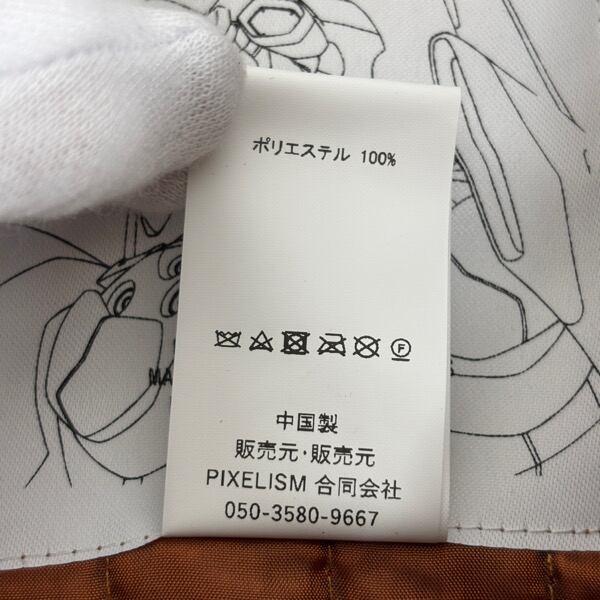 ポリエステル 100%
F
MA
中国製
販売元·販売元
PIXELISM 合同会社
050-3580-9667